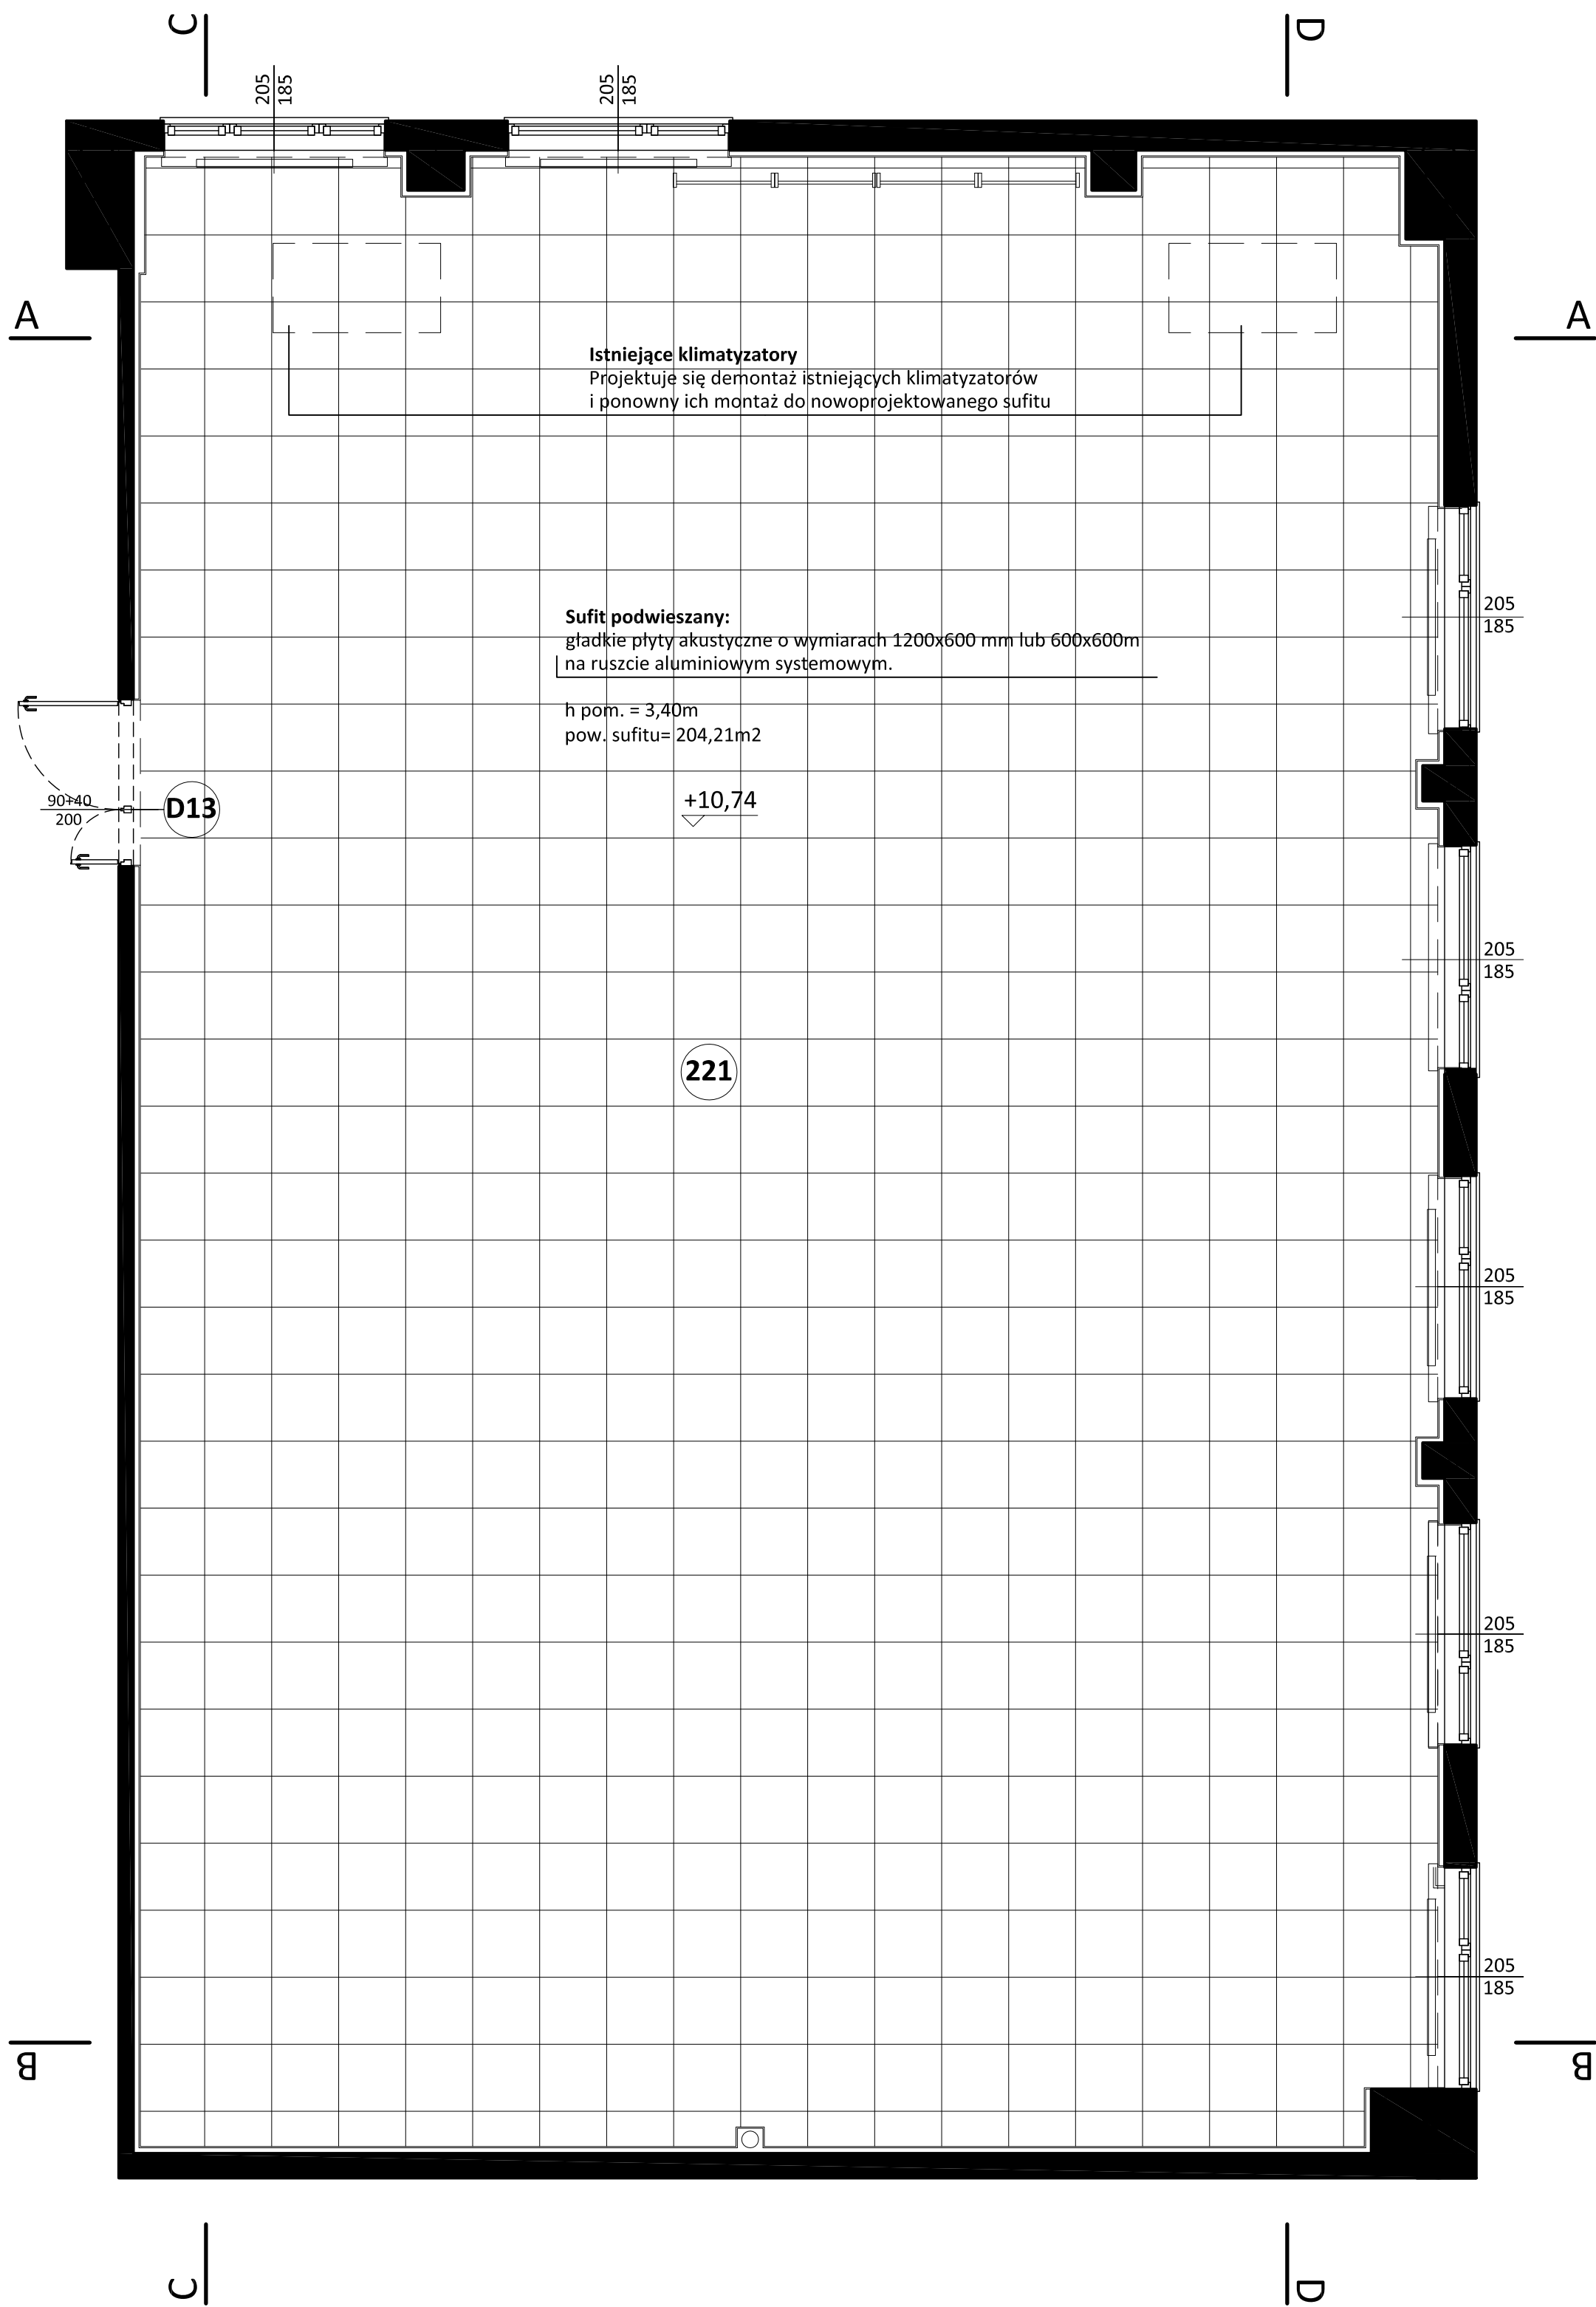 C
D
205
185
205
185
A
A
Istniejące klimatyzatory
Projektuje się demontaż istniejących klimatyzatorów
i ponowny ich montaż do nowoprojektowanego sufitu
205
185
Sufit podwieszany:
gładkie płyty akustyczne o wymiarach 1200x600 mm lub 600x600m
na ruszcie aluminiowym systemowym.
h pom. = 3,40m
pow. sufitu= 204,21m2
90+40
200
D13
+10,74
205
185
221
205
185
205
185
205
185
B
B
C
D